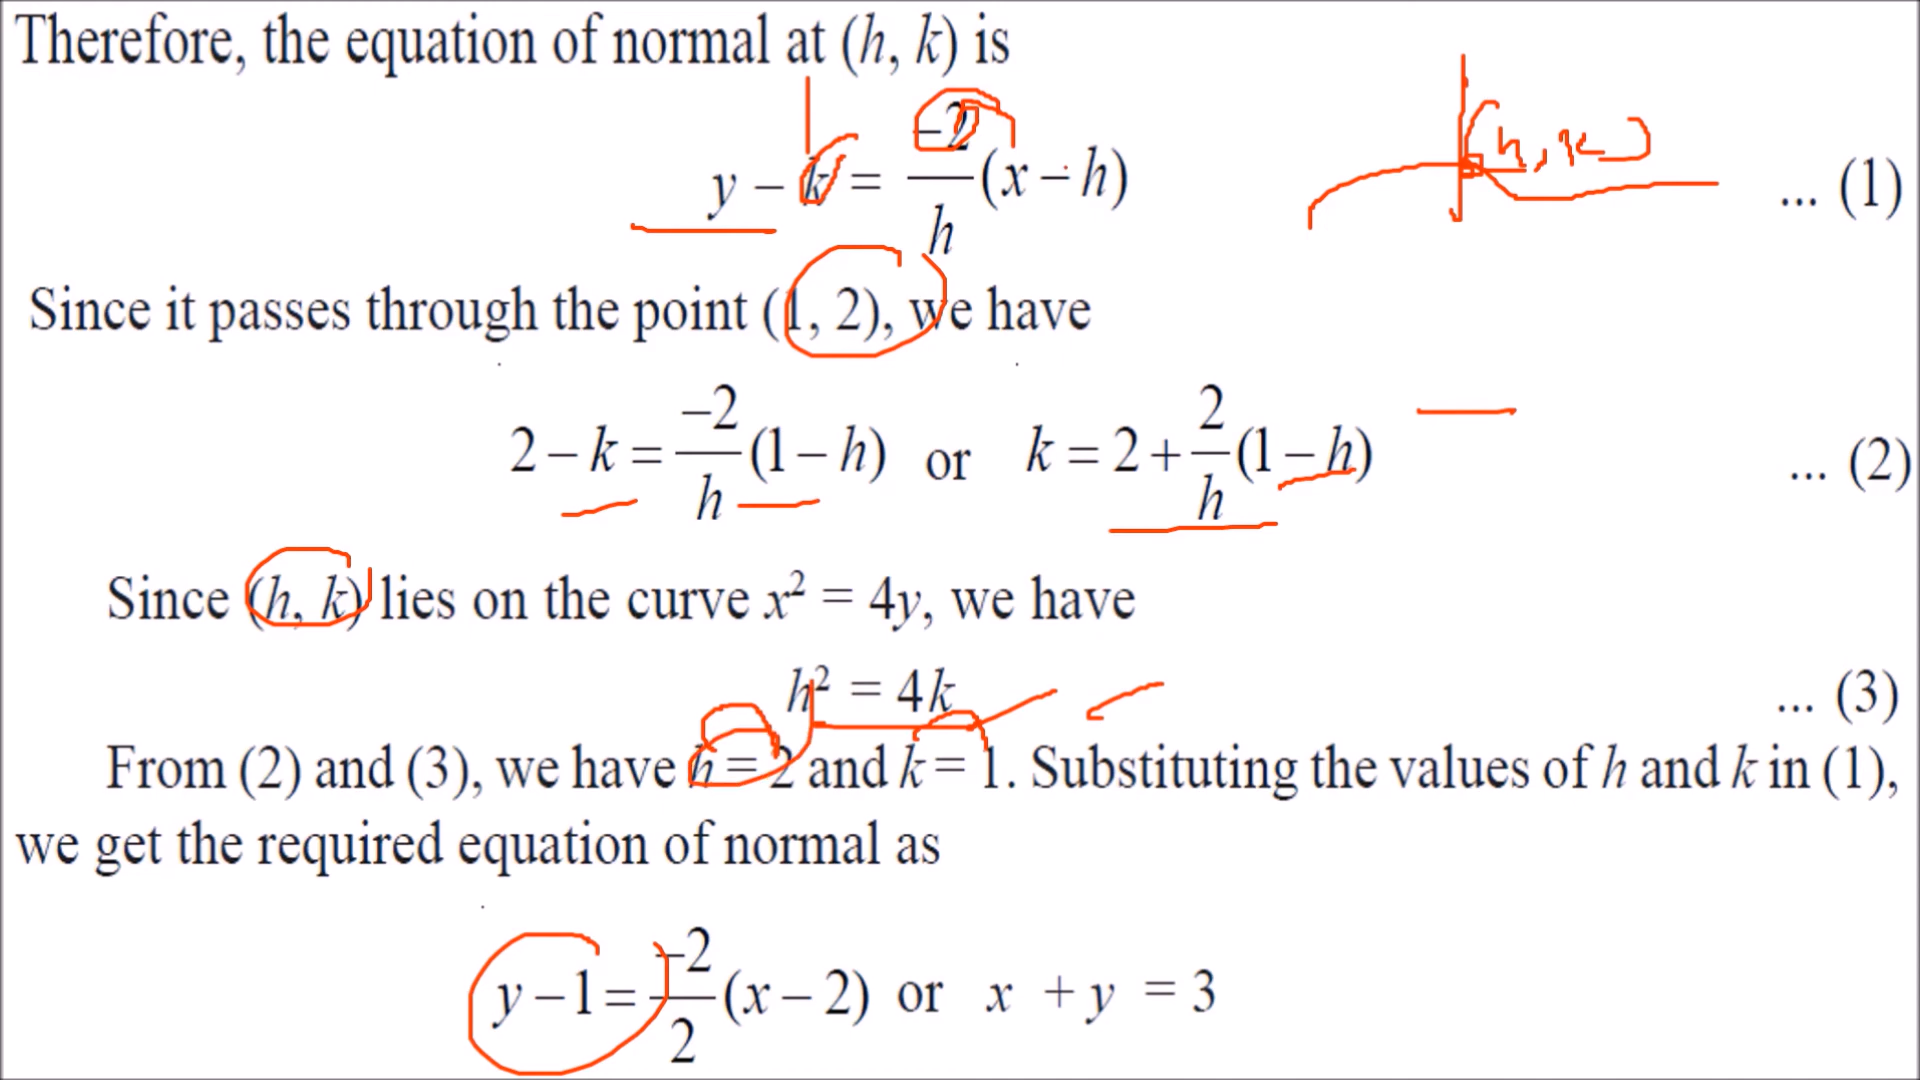 Therefore, the equation of normal at (h, k) is
(h, k)
y – k = –2/h (x – h) ... (1)
Since it passes through the point (1, 2), we have
2 – k = –2/h (1 – h) or k = 2 + 2/h (1 – h) ... (2)
Since (h, k) lies on the curve x² = 4y, we have
h² = 4k ... (3)
From (2) and (3), we have h = 2 and k = 1. Substituting the values of h and k in (1),
we get the required equation of normal as
y – 1 = –2/2 (x – 2) or x + y = 3